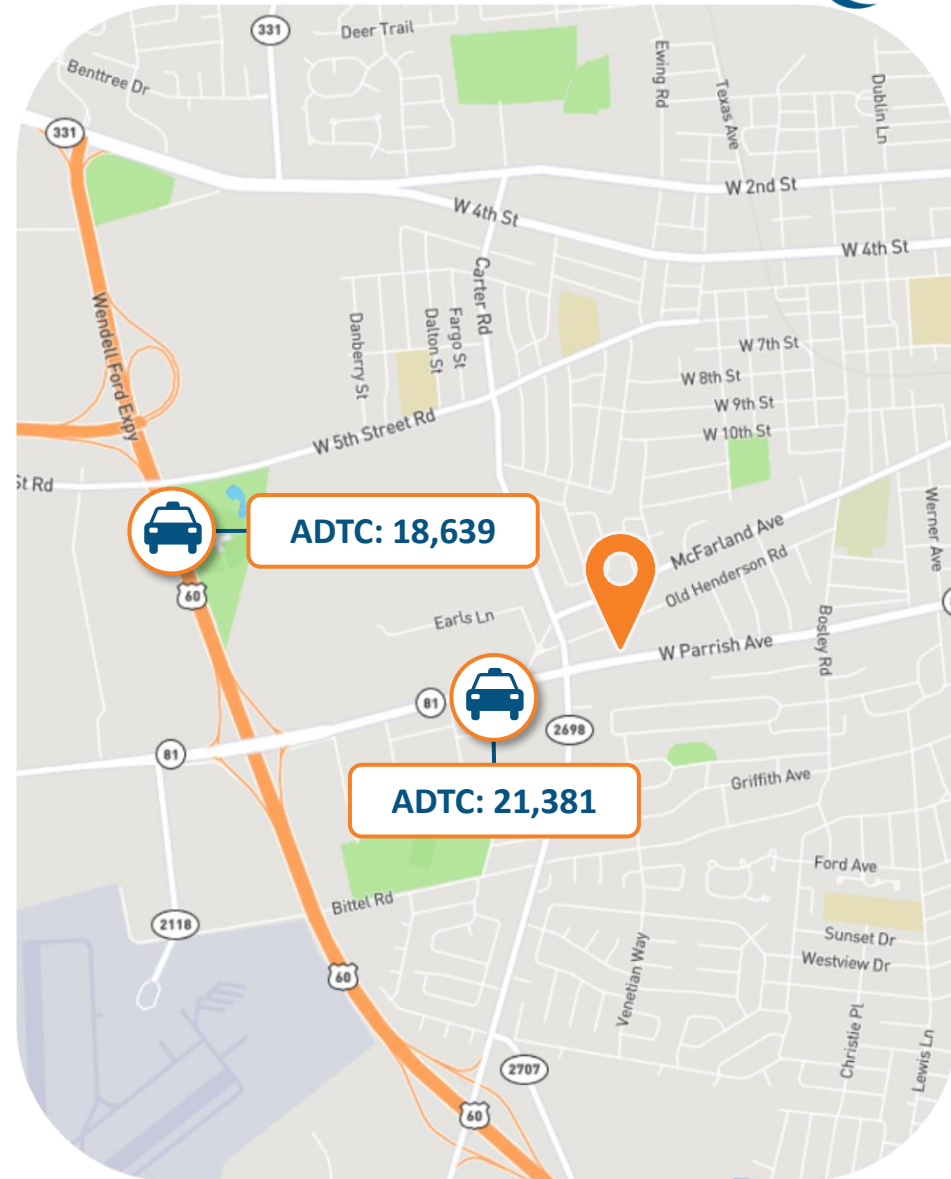 331
Deer Trail
Benttree Dr
Ewing Rd
Texas Ave
Dublin Ln
331
W 2nd St
W 4th St
W 4th St
Carter Rd
Wendell Ford Expy
Danberry St
Dalton St
Fargo St
W 7th St
W 8th St
W 9th St
W 10th St
W 5th Street Rd
St Rd
ADTC: 18,639
McFarland Ave
Werner Ave
60
Old Henderson Rd
Earls Ln
Bosley Rd
W Parrish Ave
81
2698
81
Griffith Ave
ADTC: 21,381
Ford Ave
Bittel Rd
2118
Sunset Dr
Westview Dr
60
Venetian Way
Christie Pl
Lewis Ln
2707
60